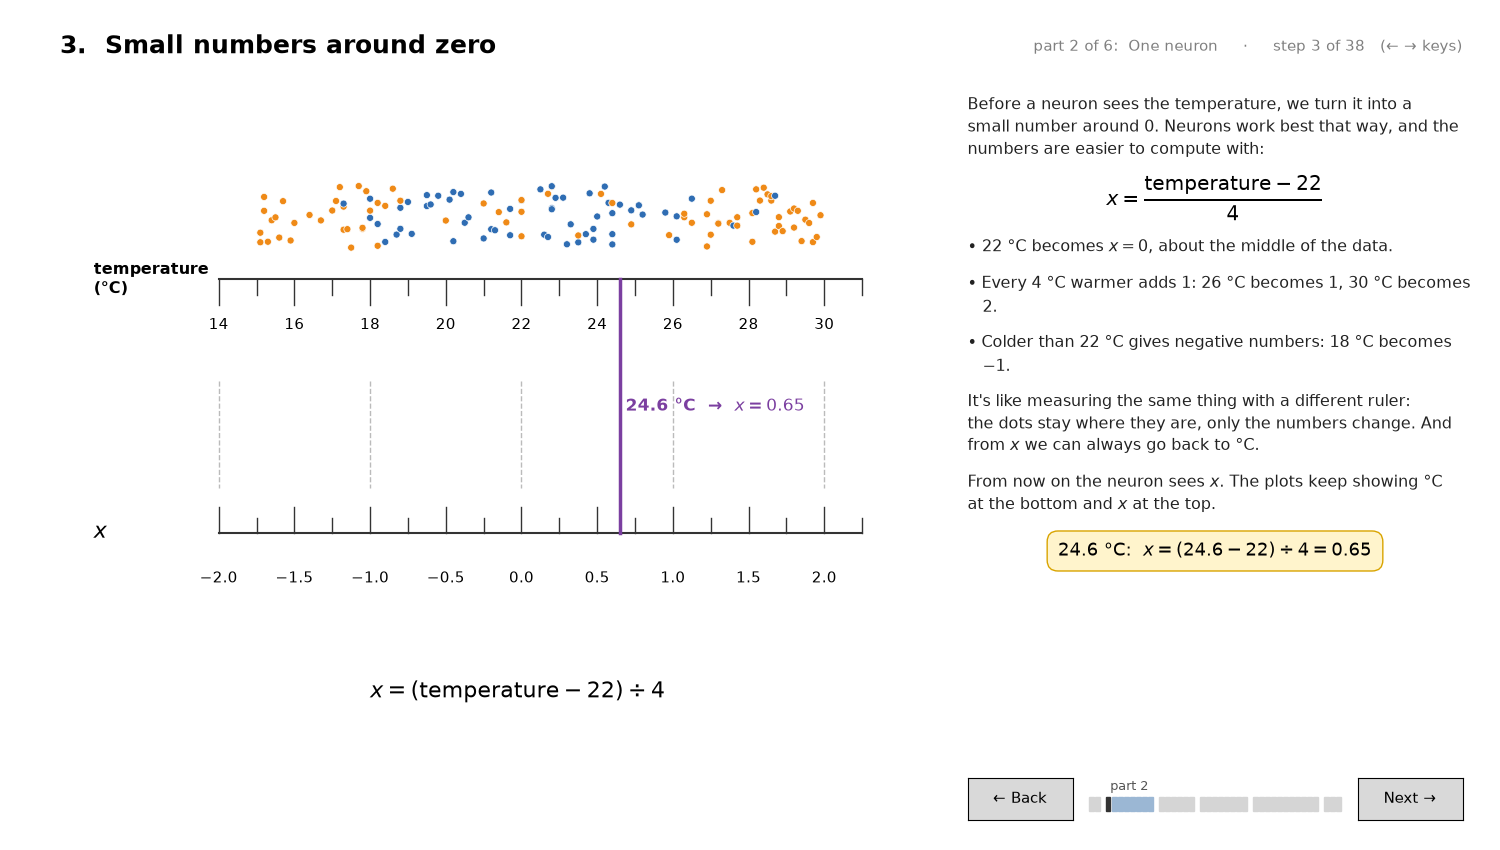 3.  Small numbers around zero
part 2 of 6:  One neuron  ·  step 3 of 38  (← → keys)
temperature
(°C)
14 16 18 20 22 24 26 28 30
24.6 °C → x = 0.65
x
−2.0 −1.5 −1.0 −0.5 0.0 0.5 1.0 1.5 2.0
x = (temperature − 22) ÷ 4
Before a neuron sees the temperature, we turn it into a
small number around 0. Neurons work best that way, and the
numbers are easier to compute with:
x = temperature − 22
4
• 22 °C becomes x = 0, about the middle of the data.
• Every 4 °C warmer adds 1: 26 °C becomes 1, 30 °C becomes
2.
• Colder than 22 °C gives negative numbers: 18 °C becomes
−1.
It's like measuring the same thing with a different ruler:
the dots stay where they are, only the numbers change. And
from x we can always go back to °C.
From now on the neuron sees x. The plots keep showing °C
at the bottom and x at the top.
24.6 °C:  x = (24.6 − 22) ÷ 4 = 0.65
part 2
← Back
Next →